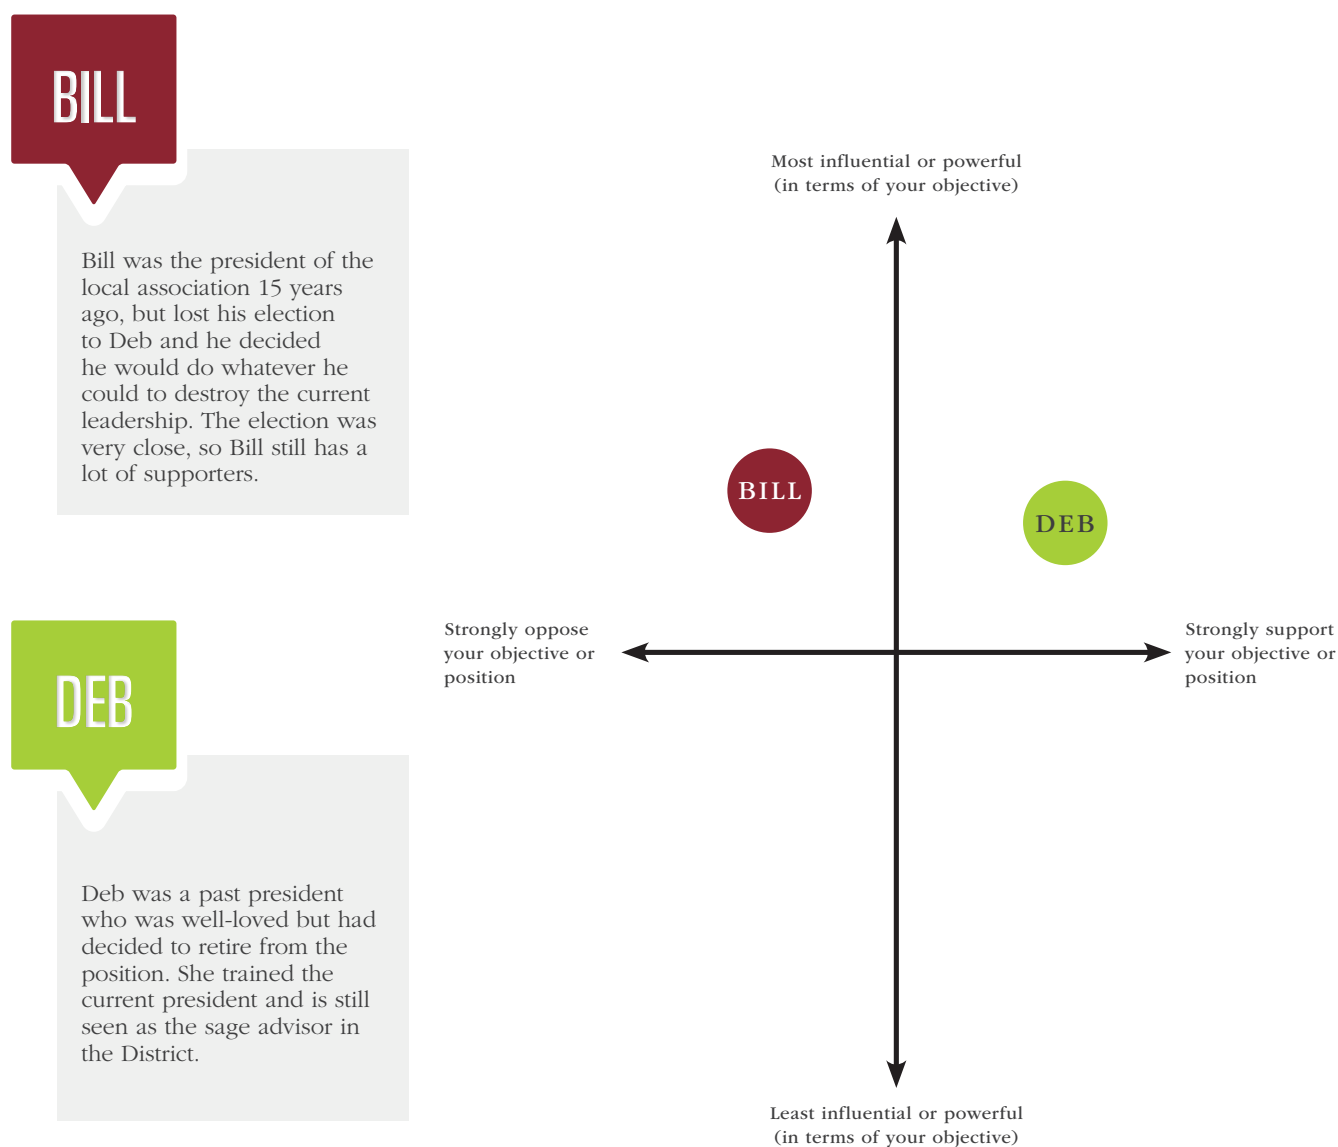 BILL
Bill was the president of the
local association 15 years
ago, but lost his election
to Deb and he decided
he would do whatever he
could to destroy the current
leadership. The election was
very close, so Bill still has a
lot of supporters.
DEB
Deb was a past president
who was well-loved but had
decided to retire from the
position. She trained the
current president and is still
seen as the sage advisor in
the District.
Most influential or powerful
(in terms of your objective)
BILL
DEB
Strongly oppose
your objective or
position
Strongly support
your objective or
position
Least influential or powerful
(in terms of your objective)